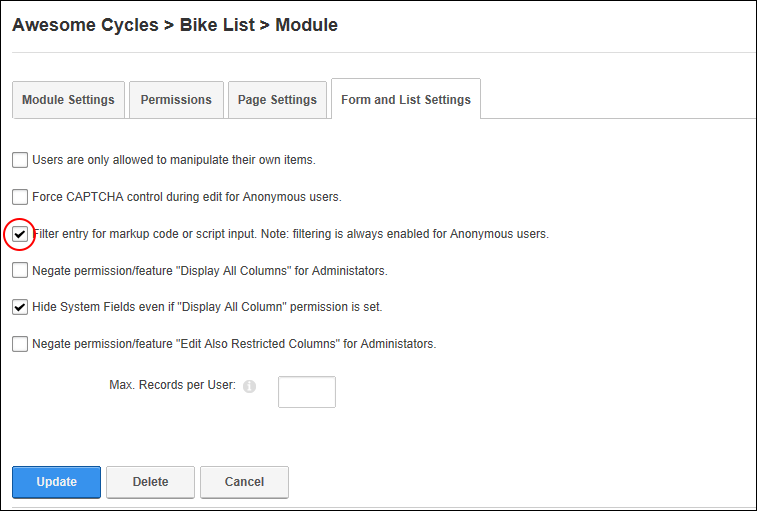 Awesome Cycles > Bike List > Module
Module Settings
Permissions
Page Settings
Form and List Settings
Users are only allowed to manipulate their own items.
Force CAPTCHA control during edit for Anonymous users.
Filter entry for markup code or script input. Note: filtering is always enabled for Anonymous users.
Negate permission/feature "Display All Columns" for Administators.
Hide System Fields even if "Display All Column" permission is set.
Negate permission/feature "Edit Also Restricted Columns" for Administators.
Max. Records per User:
Update
Delete
Cancel